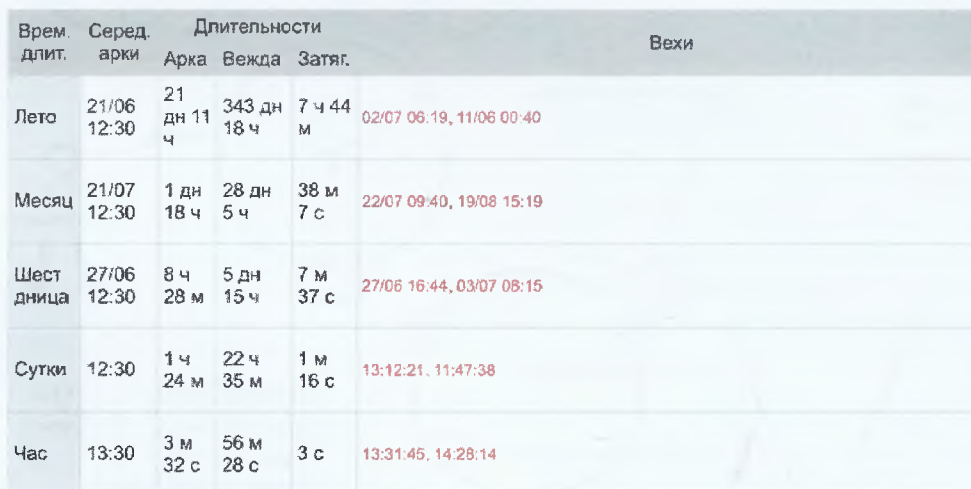 Врем. длит. Серед. арки Длительности Вехи
Арка Вежда Затяг.
Лето 21/06 12:30 21 дн 11 ч 343 дн 18 ч 7 ч 44 м 02/07 06:19, 11/06 00:40
Месяц 21/07 12:30 1 дн 18 ч 28 дн 5 ч 38 м 7 с 22/07 09:40, 19/08 15:19
Шест дница 27/06 12:30 8 ч 28 м 5 дн 15 ч 7 м 37 с 27/06 16:44, 03/07 08:15
Сутки 12:30 1 ч 24 м 22 ч 35 м 1 м 16 с 13:12:21, 11:47:38
Час 13:30 3 м 32 с 56 м 28 с 3 с 13:31:45, 14:28:14